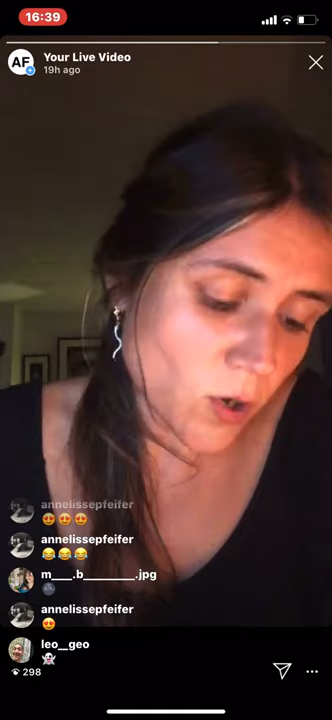 16:39
AF
Your Live Video
19h ago
annelissepfeifer
annelissepfeifer
m___.b________.jpg
annelissepfeifer
leo__geo
298